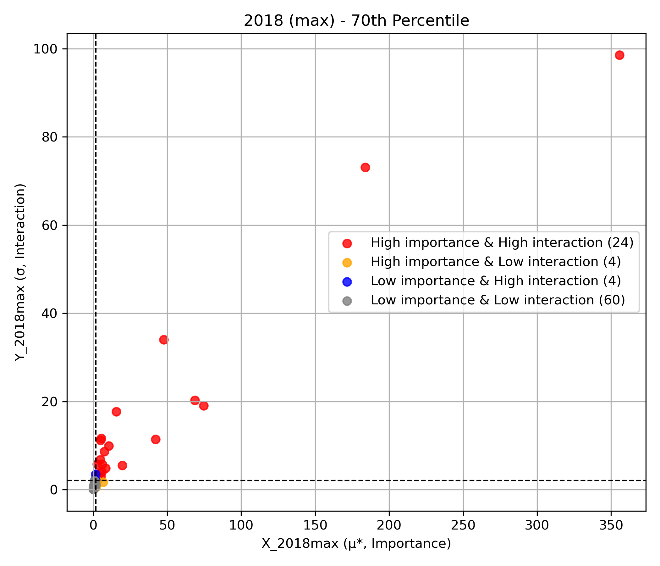 2018 (max) - 70th Percentile
100
80
60
40
20
0
Y_2018max (σ, Interaction)
High importance & High interaction (24)
High importance & Low interaction (4)
Low importance & High interaction (4)
Low importance & Low interaction (60)
0 50 100 150 200 250 300 350
X_2018max (μ*, Importance)